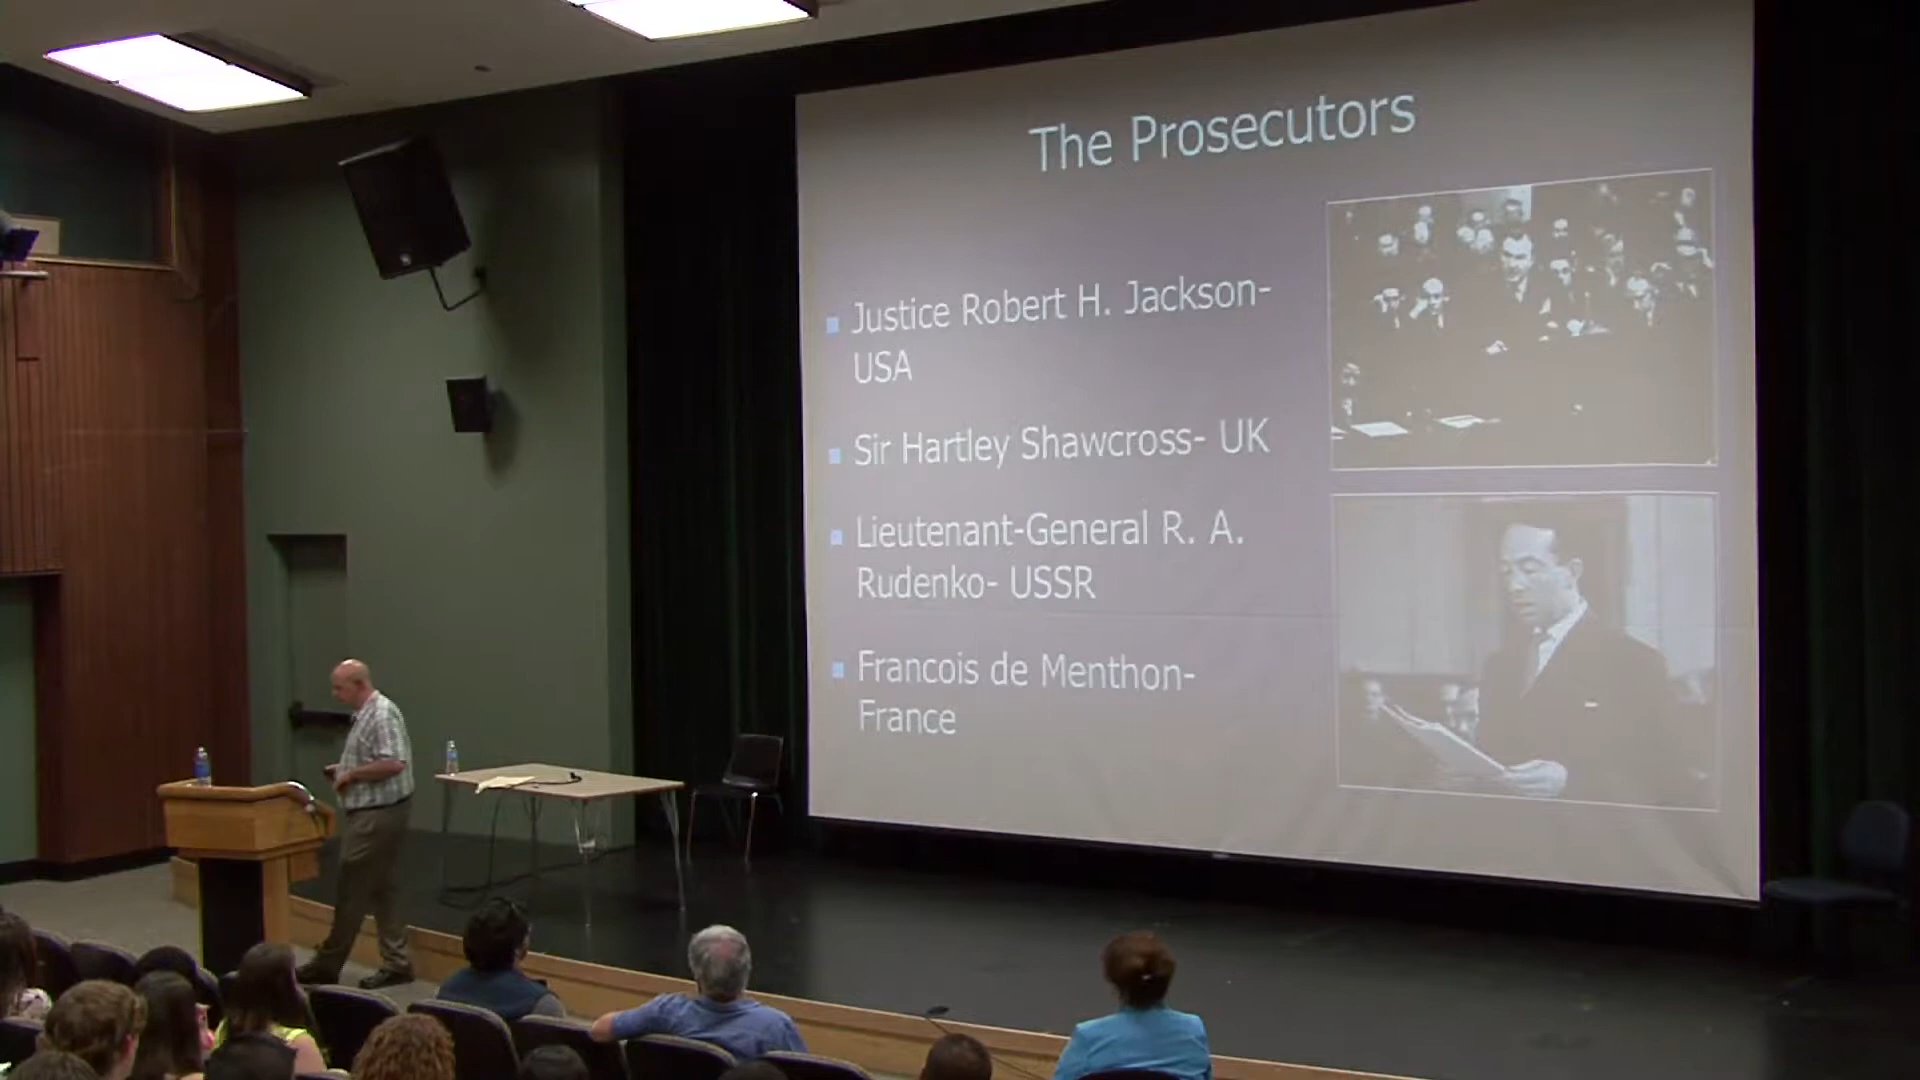 The Prosecutors
Justice Robert H. Jackson-
USA
Sir Hartley Shawcross- UK
Lieutenant-General R. A.
Rudenko- USSR
Francois de Menthon-
France